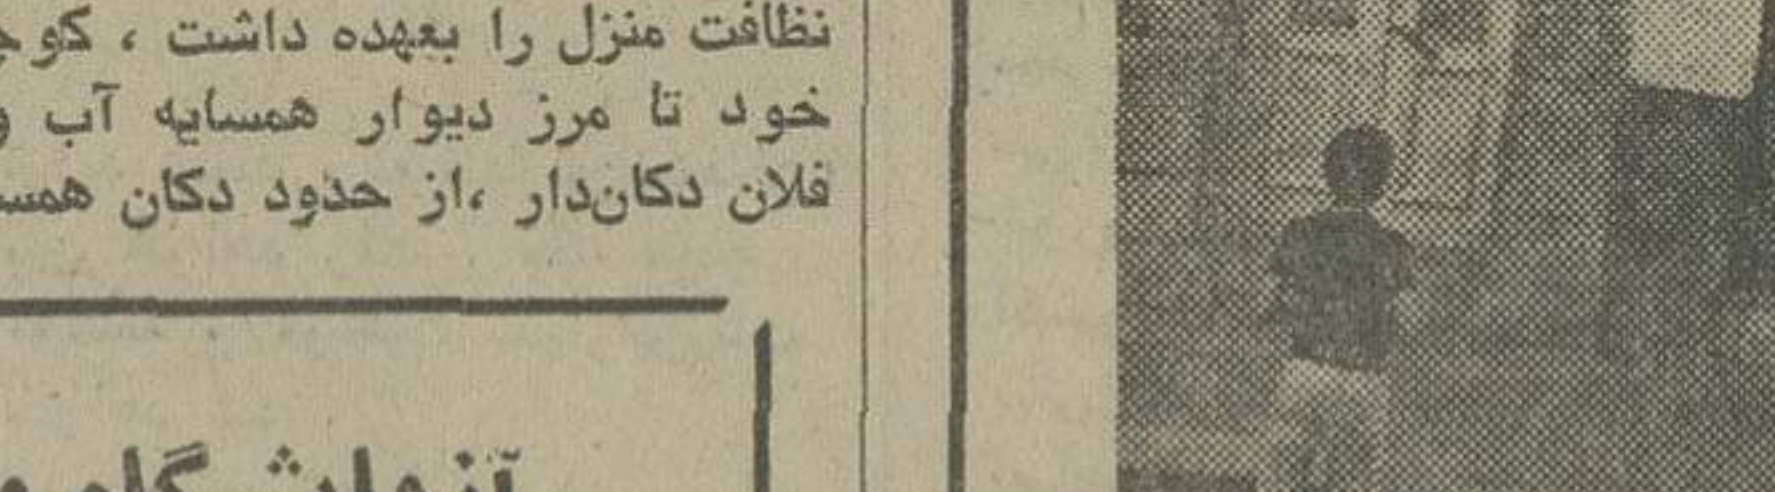 نظافت منزل را بعهده داشت ، کوچ
خود تا مرز دیوار همسایه آب و
فلان دکان‌دار ،از حدود دکان همس